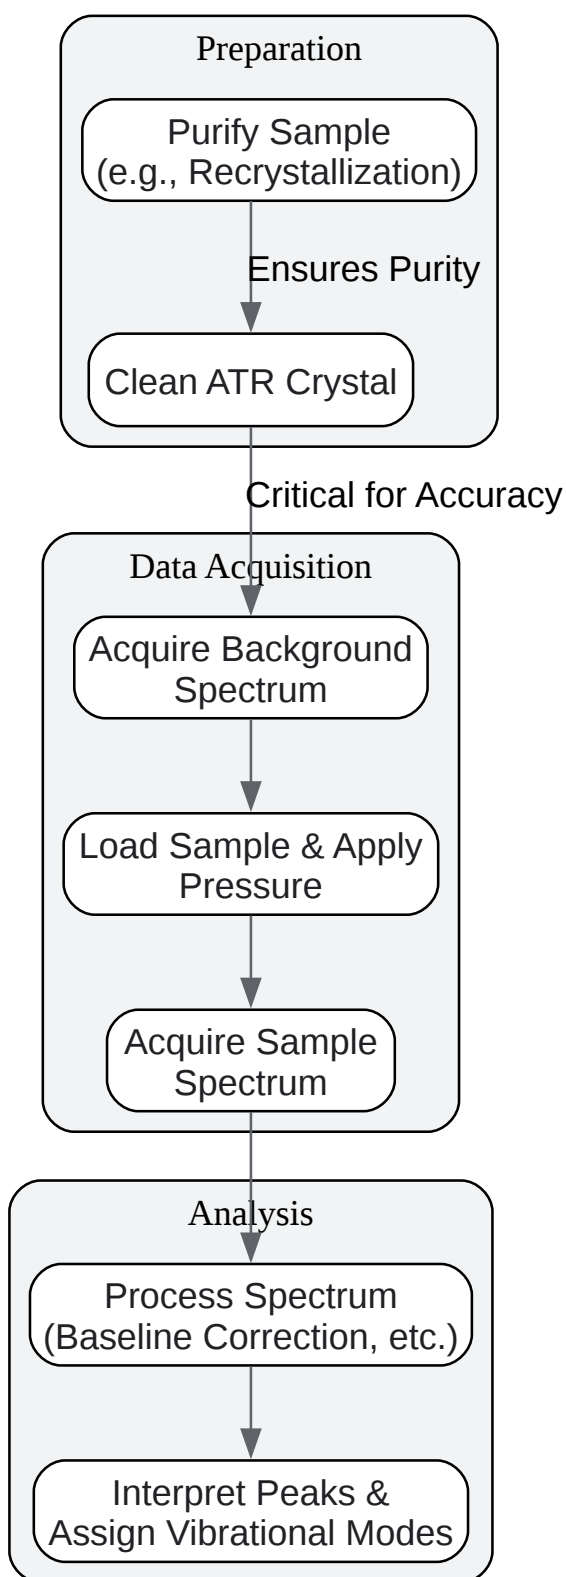 Preparation
Purify Sample
(e.g., Recrystallization)
Ensures Purity
Clean ATR Crystal
Critical for Accuracy
Data Acquisition
Acquire Background
Spectrum
Load Sample & Apply
Pressure
Acquire Sample
Spectrum
Analysis
Process Spectrum
(Baseline Correction, etc.)
Interpret Peaks &
Assign Vibrational Modes